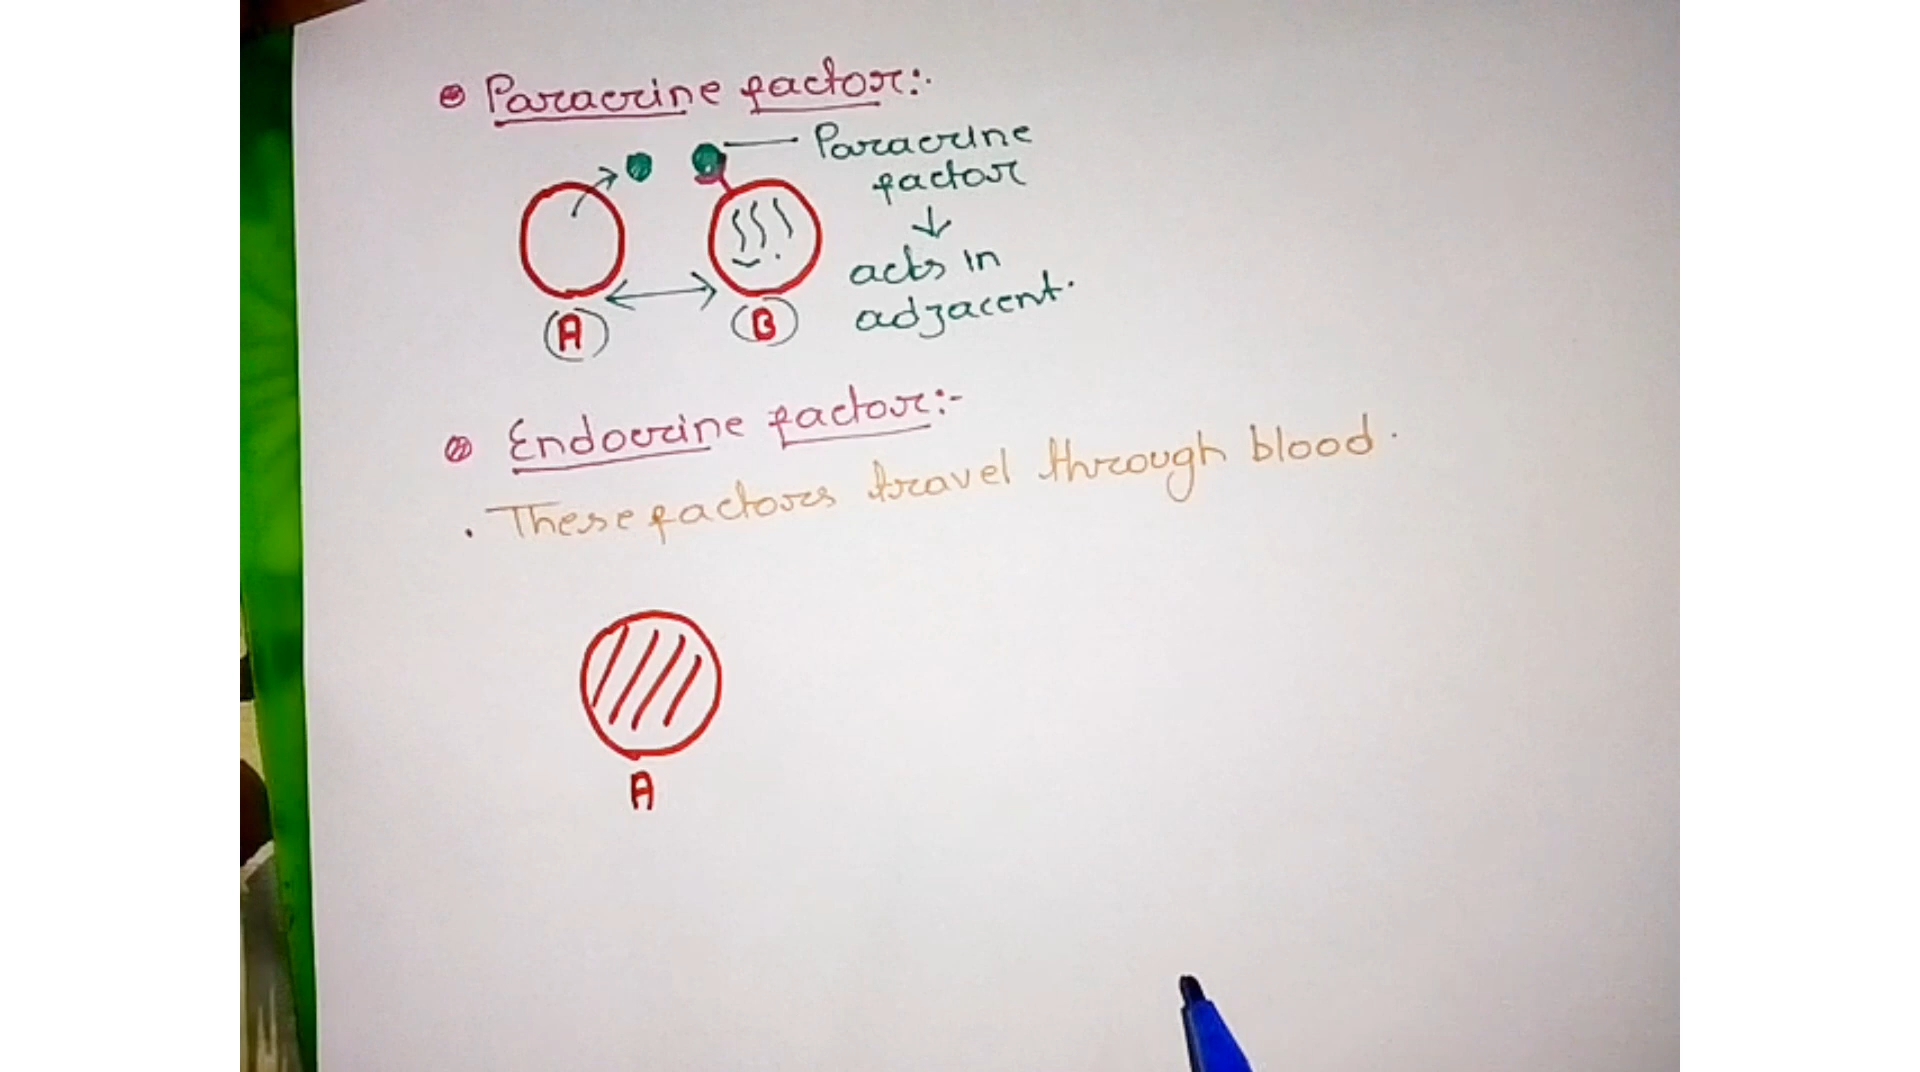 Paracrine factor:-
Paracrine
factor
acts in
adjacent.
A
B
Endocrine factor:-
. These factors travel through blood.
A